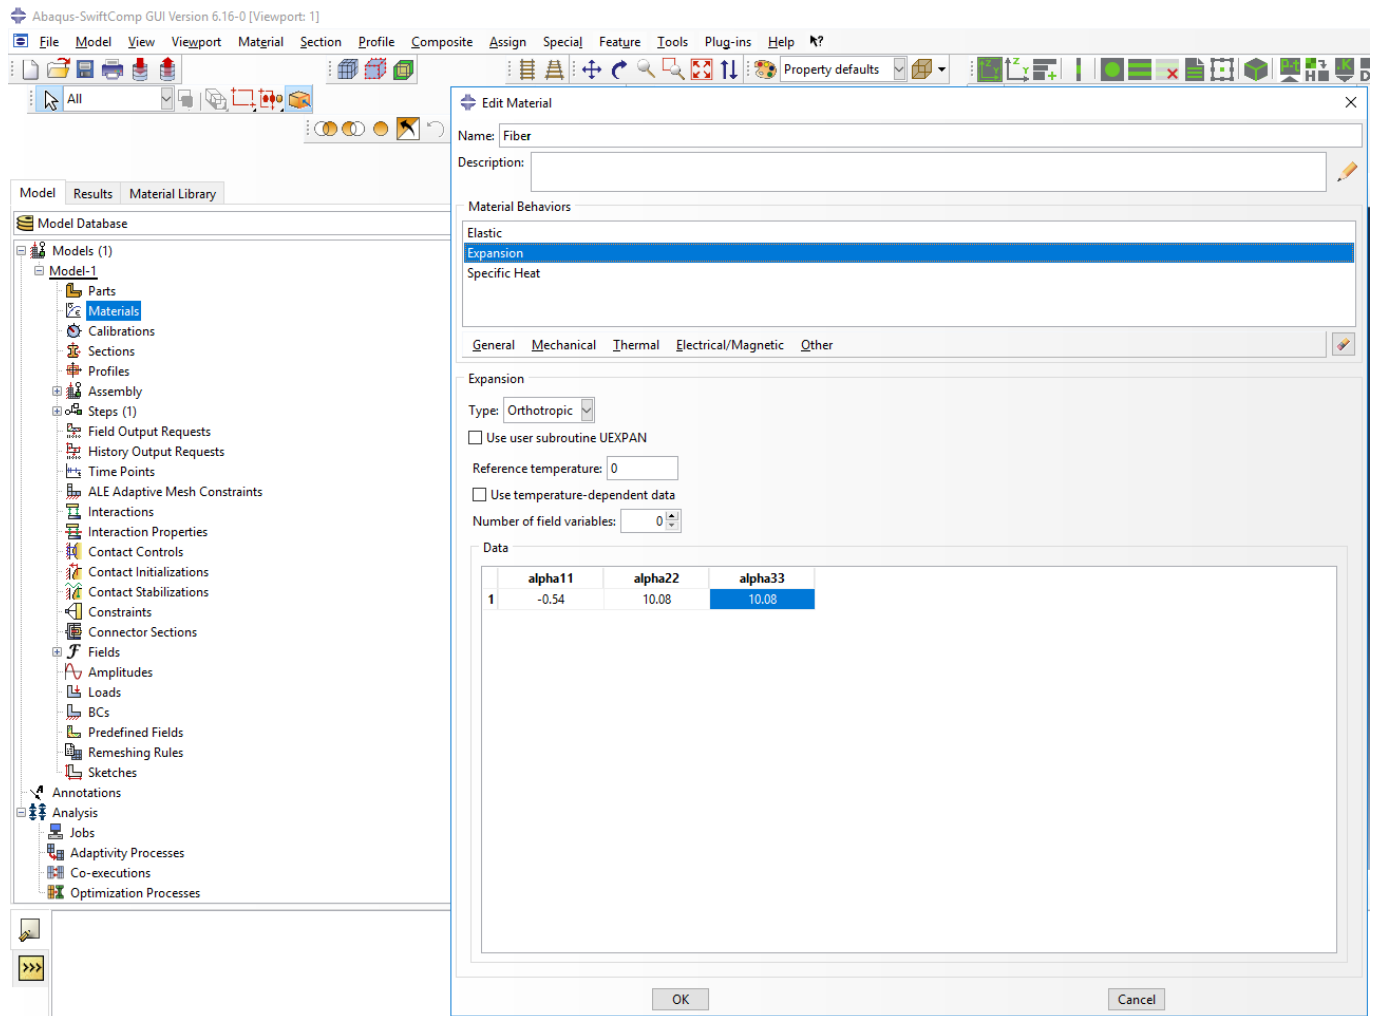 Abaqus-SwiftComp GUI Version 6.16-0 [Viewport: 1]
File Model View Viewport Material Section Profile Composite Assign Special Feature Tools Plug-ins Help
Property defaults
All
Edit Material
Name: Fiber
Description:
Model Results Material Library
Material Behaviors
Model Database
Elastic
Models (1)
Expansion
Model-1
Specific Heat
Parts
Materials
Calibrations
General Mechanical Thermal Electrical/Magnetic Other
Sections
Profiles
Expansion
Assembly
Type: Orthotropic
Steps (1)
Field Output Requests
Use user subroutine UEXPAN
History Output Requests
Reference temperature: 0
Time Points
ALE Adaptive Mesh Constraints
Use temperature-dependent data
Interactions
Number of field variables: 0
Interaction Properties
Contact Controls
Data
Contact Initializations
alpha11 alpha22 alpha33
Contact Stabilizations
1 -0.54 10.08 10.08
Constraints
Connector Sections
Fields
Amplitudes
Loads
BCs
Predefined Fields
Remeshing Rules
Sketches
Annotations
Analysis
Jobs
Adaptivity Processes
Co-executions
Optimization Processes
>>>
OK Cancel